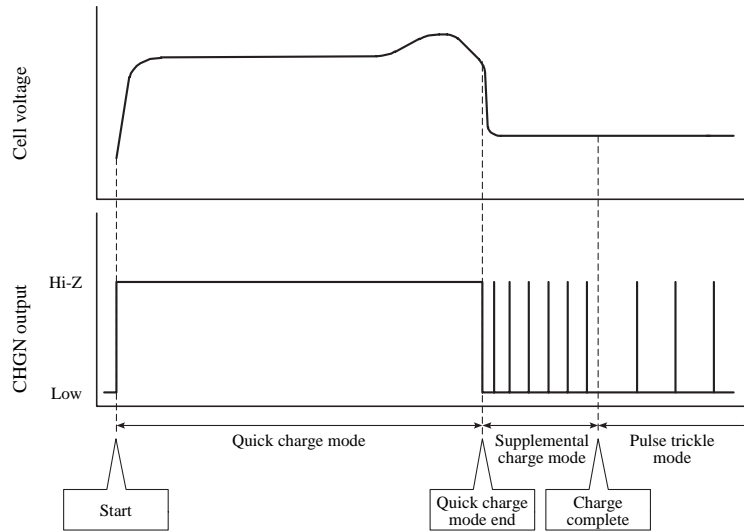 Cell voltage
CHGN output
Hi-Z
Low
Quick charge mode
Supplemental
charge mode
Pulse trickle
mode
Start
Quick charge
mode end
Charge
complete